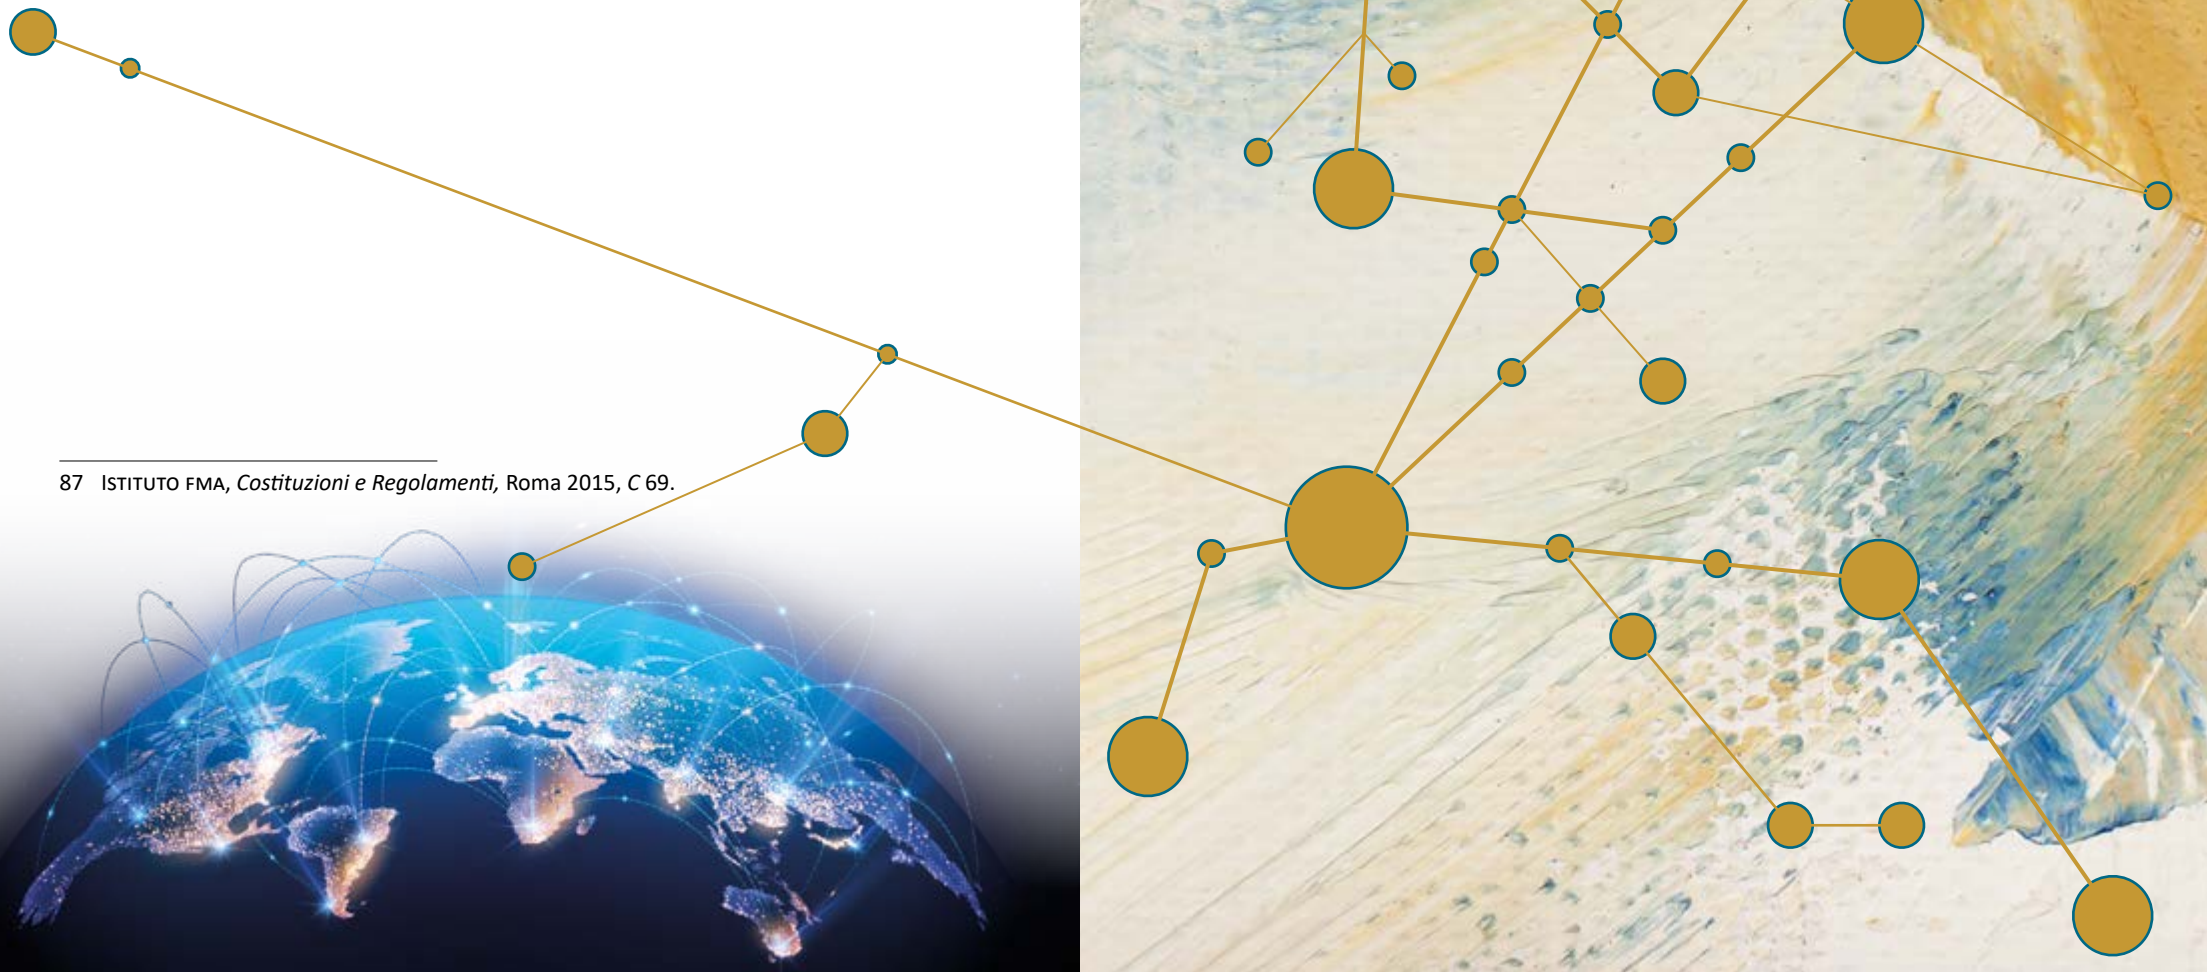 87 ISTITUTO FMA, Costituzioni e Regolamenti, Roma 2015, C 69.